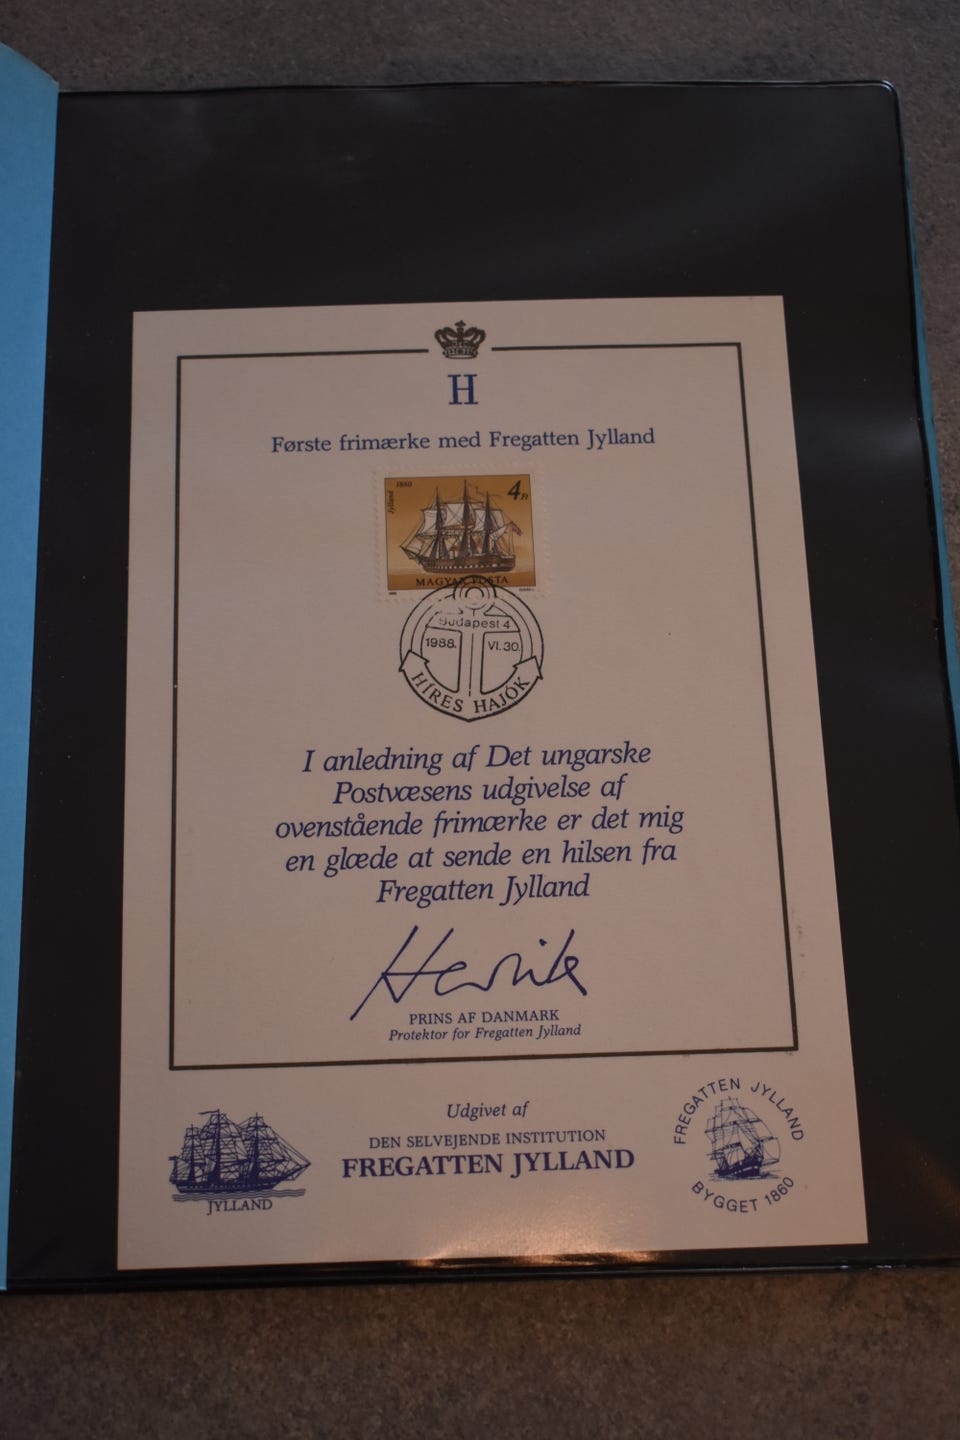 H
Første frimærke med Fregatten Jylland
Jylland
1860
4Ft
MAGYAR POSTA
Budapest 4
1988. VI.30.
HÍRES HAJÓK
I anledning af Det ungarske
Postvæsens udgivelse af
ovenstående frimærke er det mig
en glæde at sende en hilsen fra
Fregatten Jylland
Henrik
PRINS AF DANMARK
Protektor for Fregatten Jylland
Udgivet af
DEN SELVEJENDE INSTITUTION
FREGATTEN JYLLAND
JYLLAND
FREGATTEN JYLLAND
BYGGET 1860